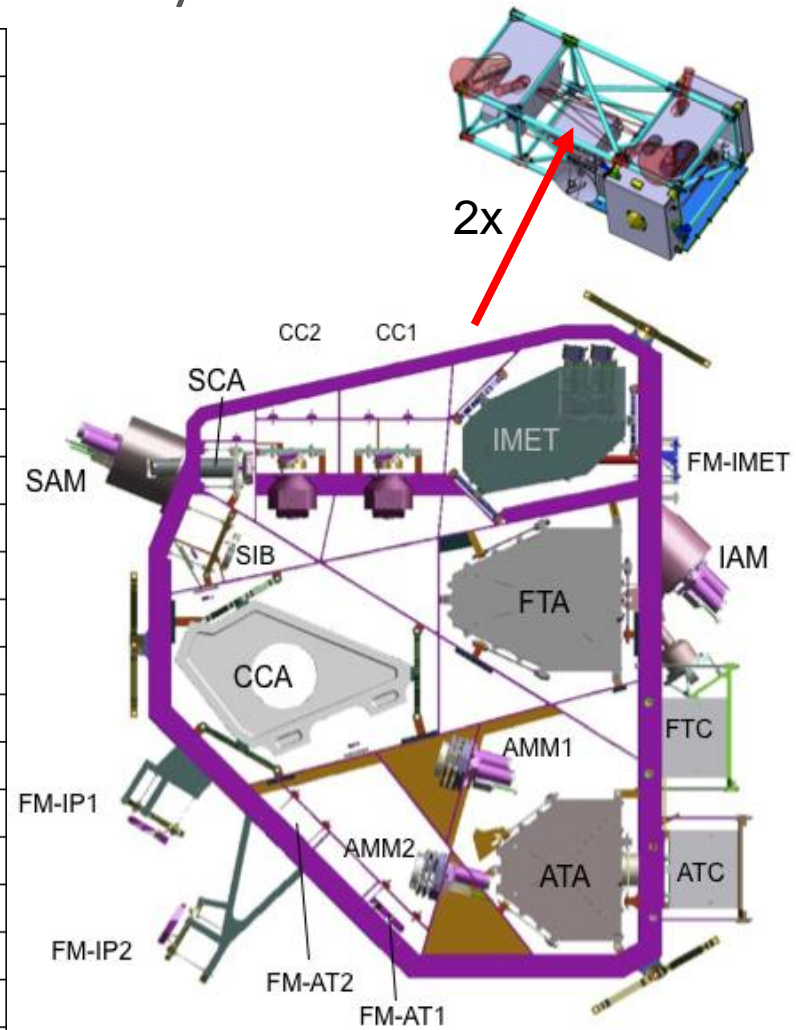 2x
CC2
CC1
SCA
IMET
FM-IMET
SAM
SIB
IAM
FTA
CCA
FTC
AMM1
FM-IP1
AMM2
ATA
ATC
FM-IP2
FM-AT2
FM-AT1